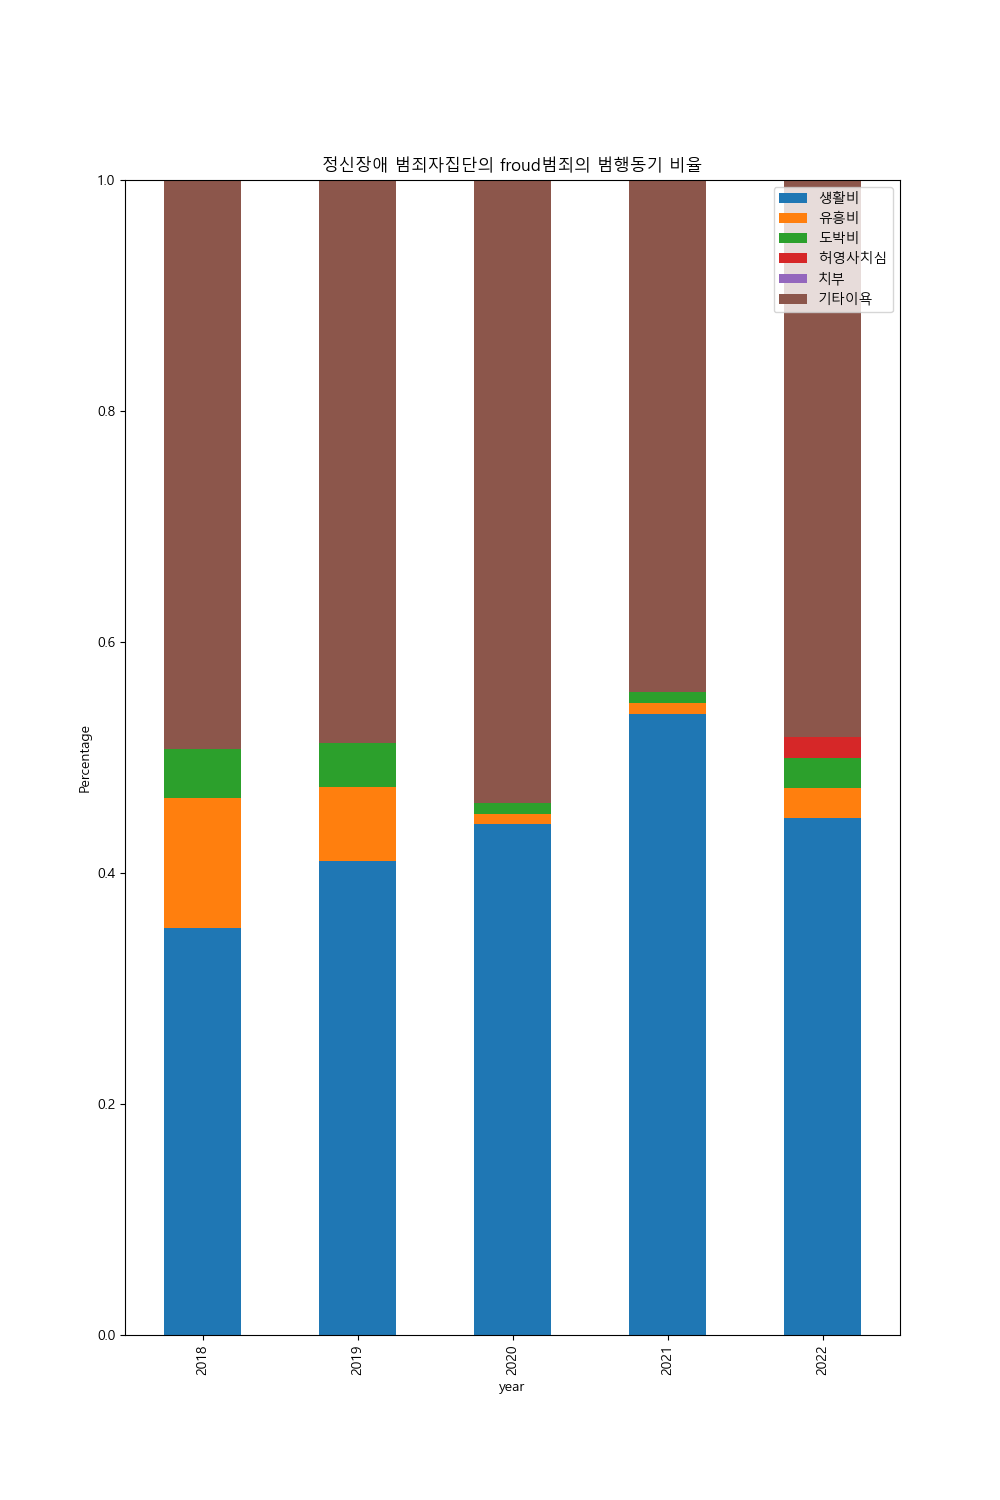 정신장애 범죄자집단의 froud범죄의 범행동기 비율
생활비
유흥비
도박비
허영사치심
치부
기타이욕
1.0
0.8
0.6
0.4
0.2
0.0
Percentage
2018
2019
2020
2021
2022
year